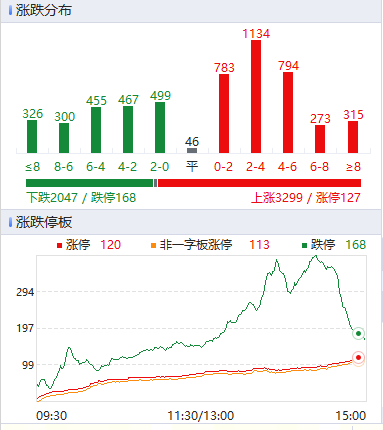 涨跌分布
326 300 455 467 499 46 783 1134 794 273 315
≤8 8-6 6-4 4-2 2-0 平 0-2 2-4 4-6 6-8 ≥8
下跌2047 / 跌停168 上涨3299 / 涨停127
涨跌停板
涨停 120 非一字板涨停 113 跌停 168
294
197
99
09:30 11:30/13:00 15:00